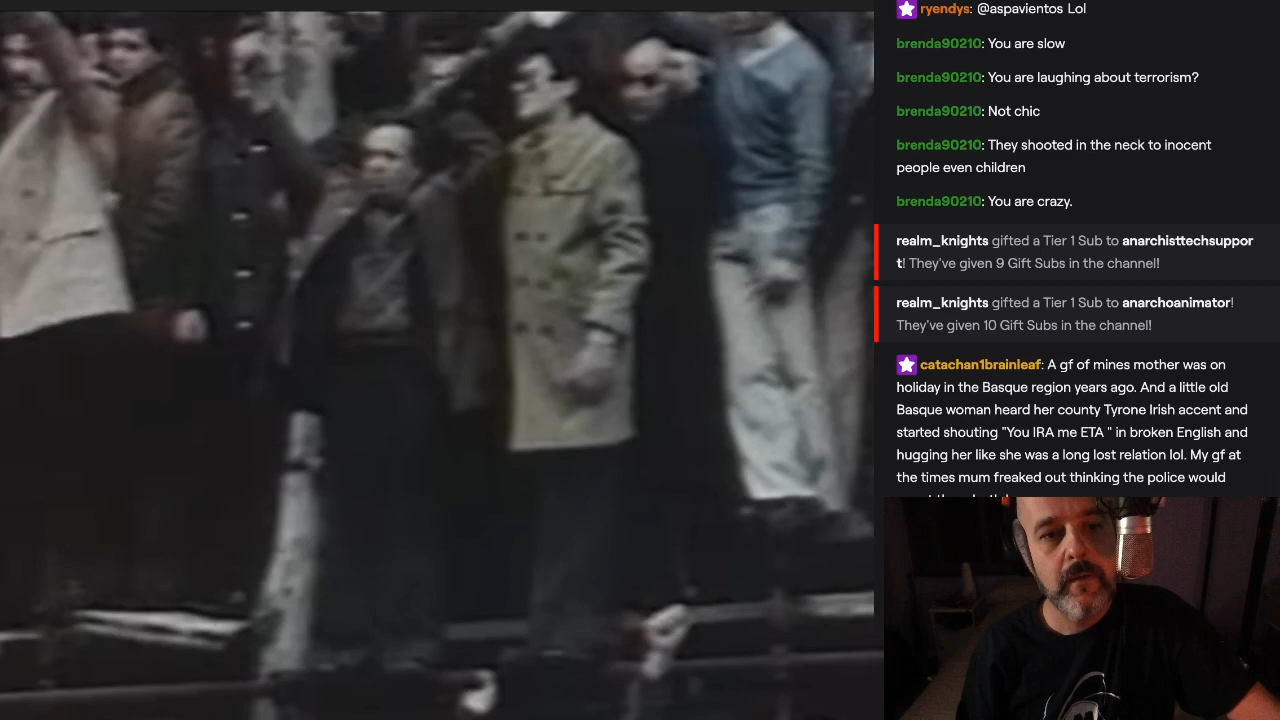 ryendys: @aspavientos Lol
brenda90210: You are slow
brenda90210: You are laughing about terrorism?
brenda90210: Not chic
brenda90210: They shooted in the neck to inocent
people even children
brenda90210: You are crazy.
realm_knights gifted a Tier 1 Sub to anarchisttechsuppor
t! They've given 9 Gift Subs in the channel!
realm_knights gifted a Tier 1 Sub to anarchoanimator!
They've given 10 Gift Subs in the channel!
catachan1brainleaf: A gf of mines mother was on
holiday in the Basque region years ago. And a little old
Basque woman heard her county Tyrone Irish accent and
started shouting "You IRA me ETA " in broken English and
hugging her like she was a long lost relation lol. My gf at
the times mum freaked out thinking the police would